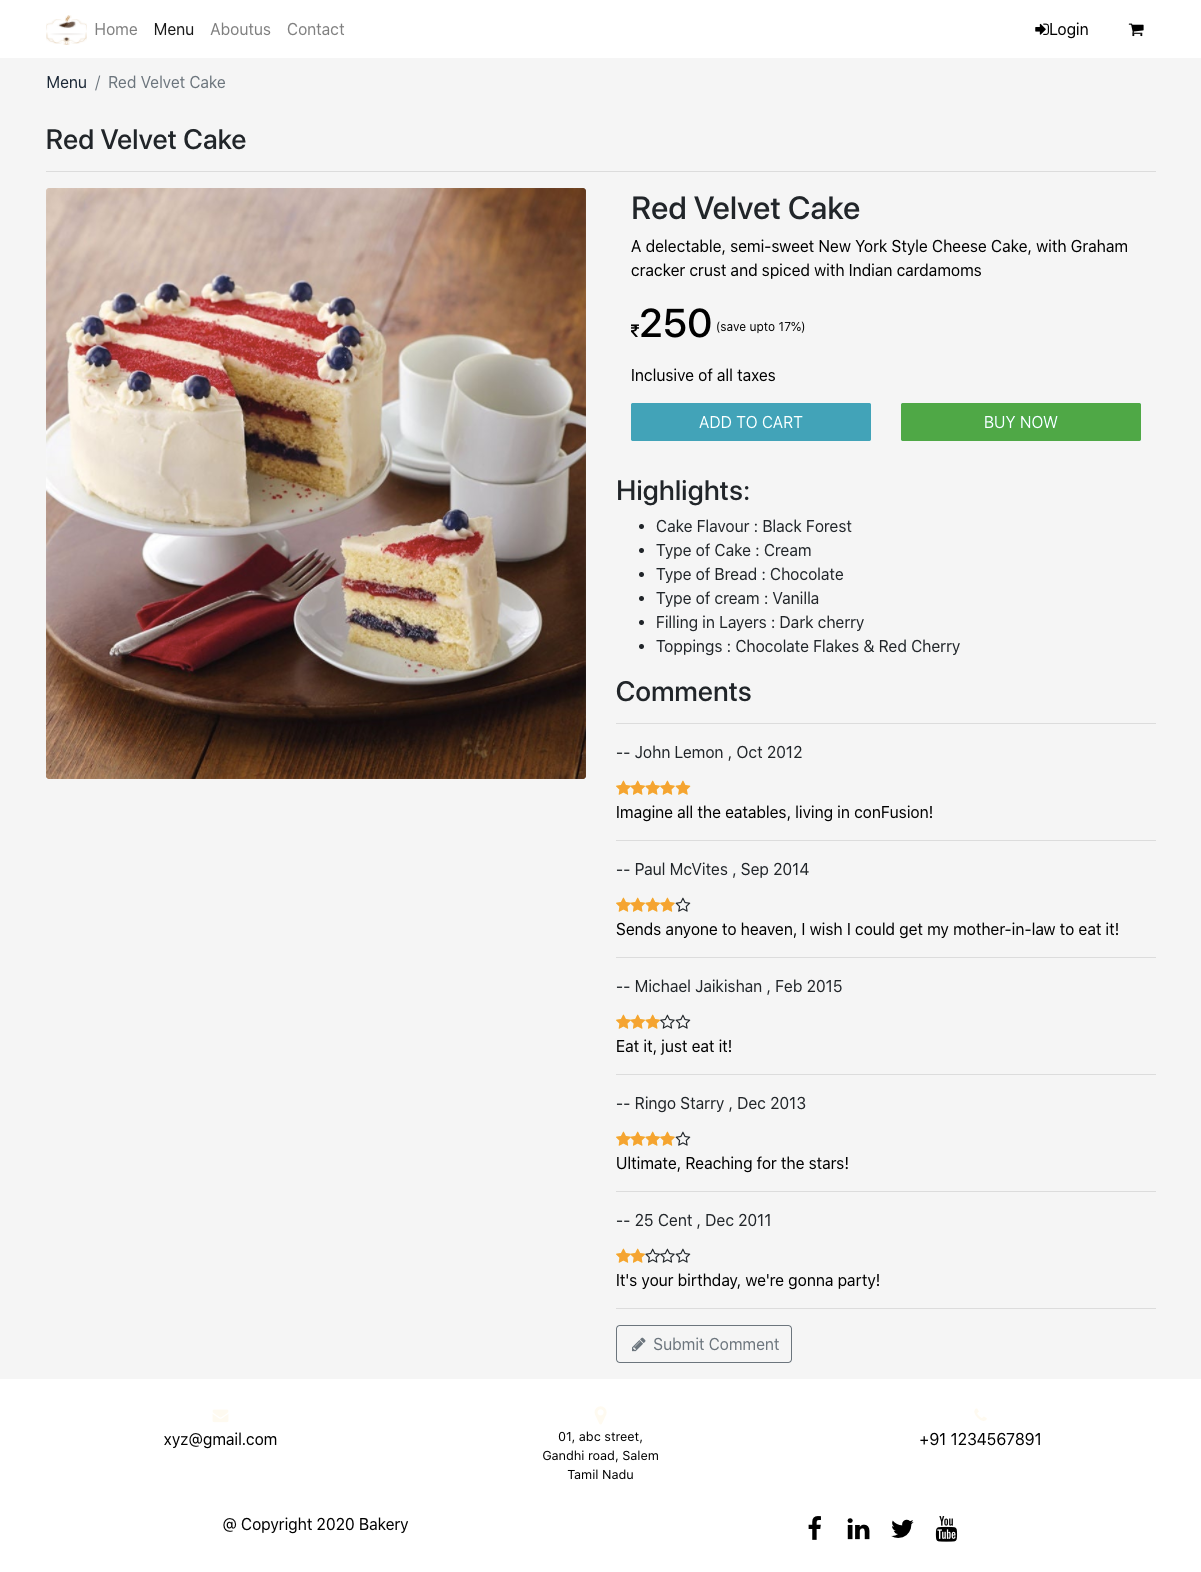 Home Menu Aboutus Contact Login
Menu / Red Velvet Cake
Red Velvet Cake
Red Velvet Cake
A delectable, semi-sweet New York Style Cheese Cake, with Graham
cracker crust and spiced with Indian cardamoms
₹250 (save upto 17%)
Inclusive of all taxes
ADD TO CART BUY NOW
Highlights:
• Cake Flavour : Black Forest
• Type of Cake : Cream
• Type of Bread : Chocolate
• Type of cream : Vanilla
• Filling in Layers : Dark cherry
• Toppings : Chocolate Flakes & Red Cherry
Comments
-- John Lemon , Oct 2012
Imagine all the eatables, living in conFusion!
-- Paul McVites , Sep 2014
Sends anyone to heaven, I wish I could get my mother-in-law to eat it!
-- Michael Jaikishan , Feb 2015
Eat it, just eat it!
-- Ringo Starry , Dec 2013
Ultimate, Reaching for the stars!
-- 25 Cent , Dec 2011
It's your birthday, we're gonna party!
Submit Comment
xyz@gmail.com
01, abc street,
Gandhi road, Salem
Tamil Nadu
+91 1234567891
@ Copyright 2020 Bakery
You
Tube